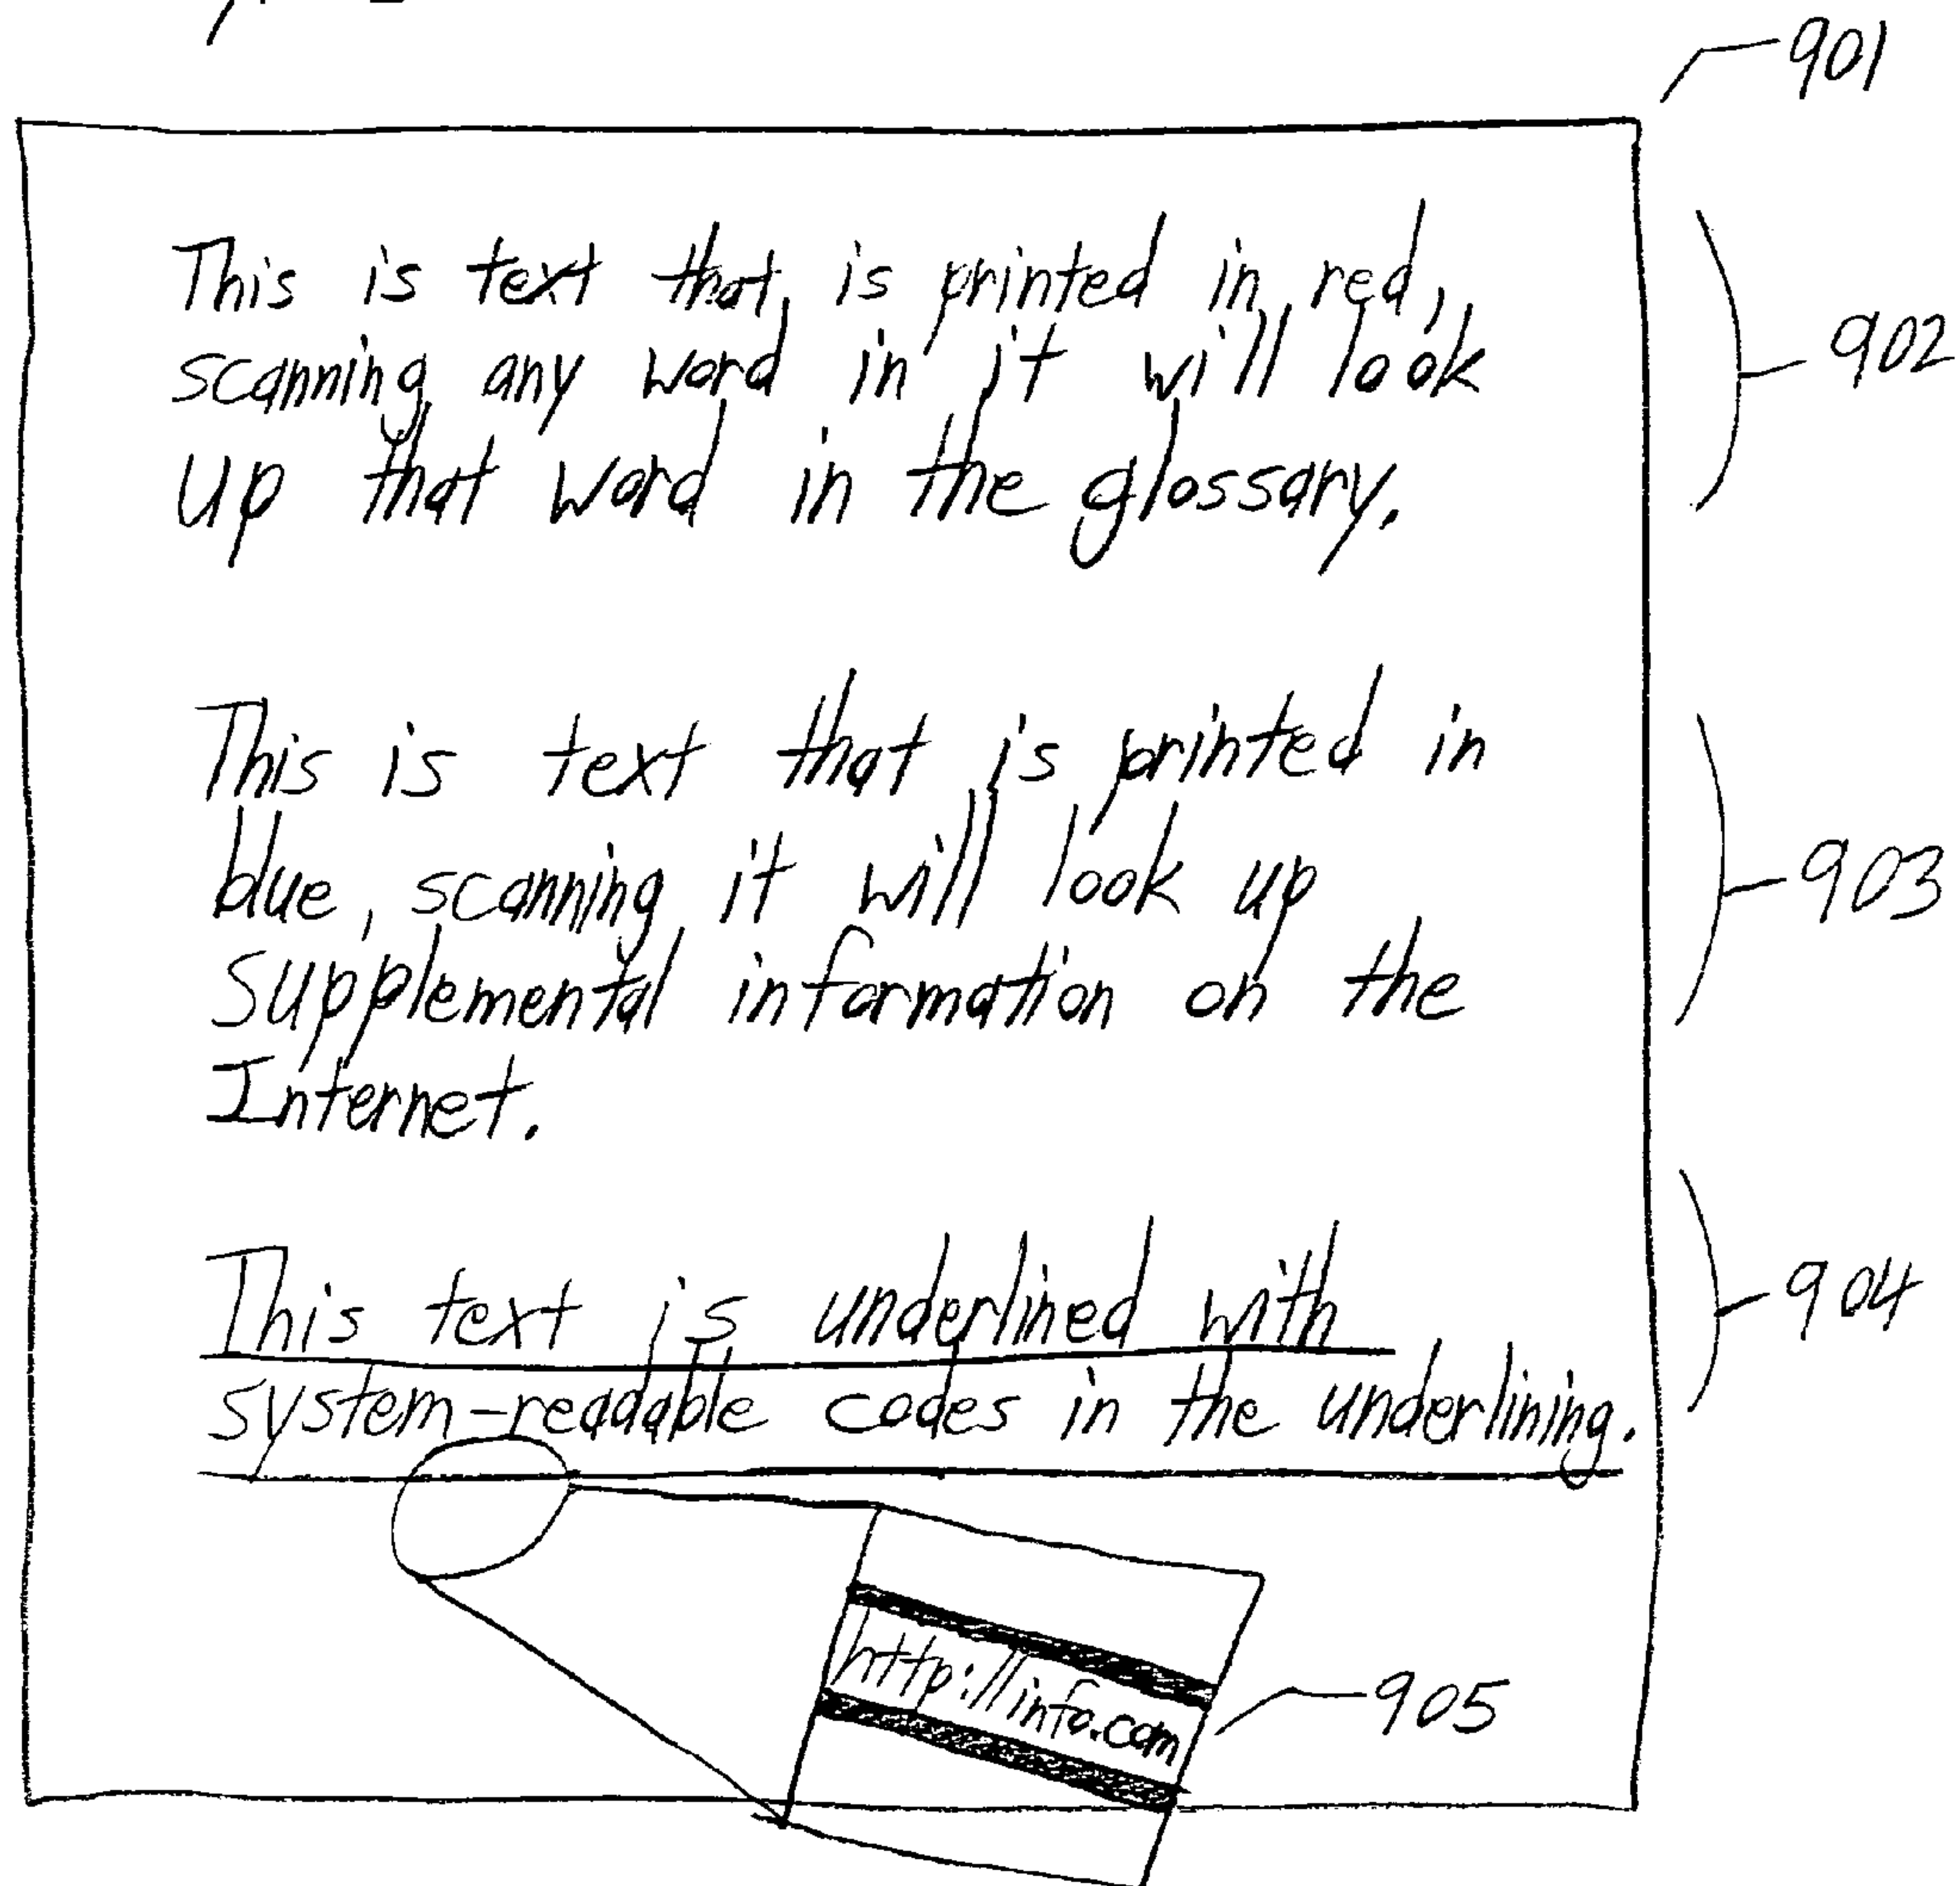 901
This is text that is printed in red,
scanning any word in it will look
up that word in the glossary.
902
This is text that is printed in
blue, scanning it will look up
supplemental information on the
Internet.
903
This text is underlined with
system-readable codes in the underlining.
904
http://info.com
905